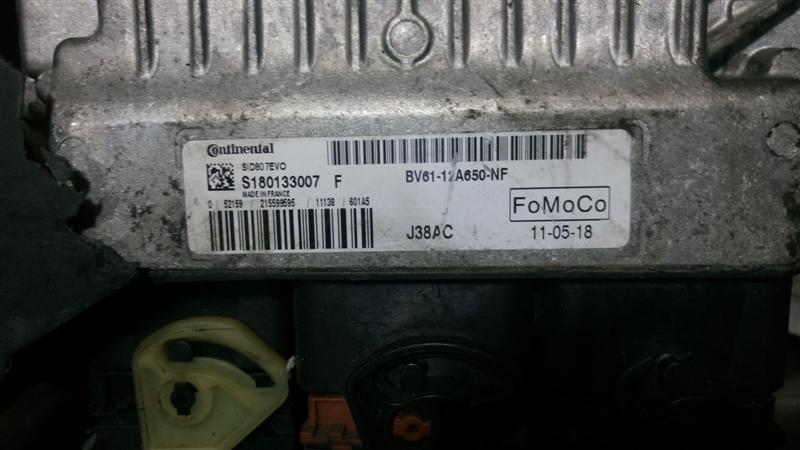 Continental
SID807EVO
S180133007 F
MADE IN FRANCE
0 / 52159 / 215599595 / 11138 / 601A5
BV61-12A650-NF
FoMoCo
J38AC
11-05-18